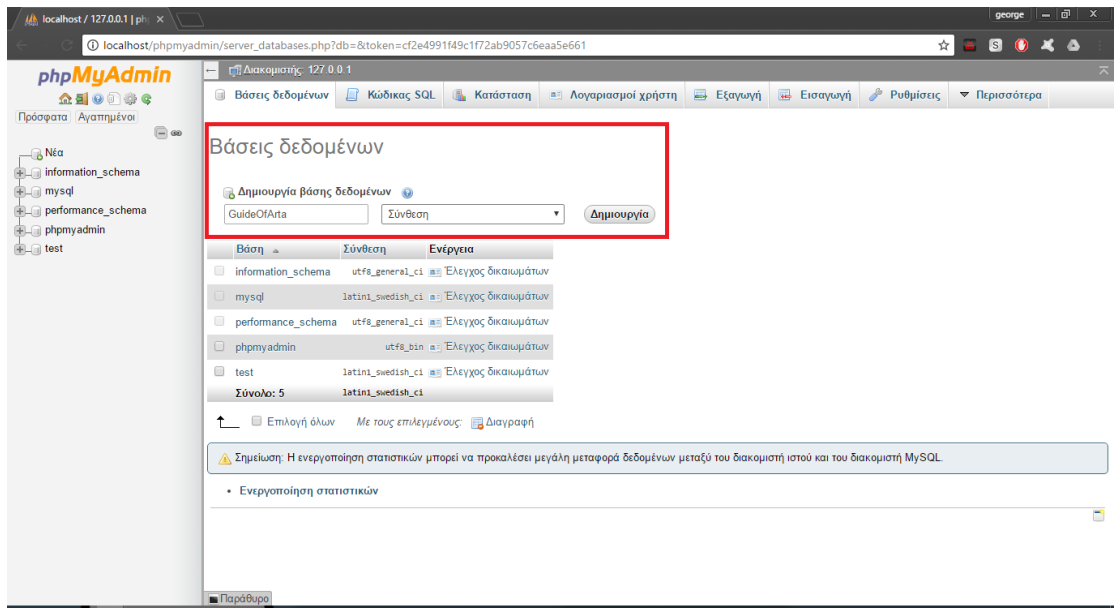 localhost / 127.0.0.1 | ph
george
localhost/phpmyadmin/server_databases.php?db=&token=cf2e4991f49c1f72ab9057c6eaa5e661
phpMyAdmin
Πρόσφατα Αγαπημένοι
Νέα
information_schema
mysql
performance_schema
phpmyadmin
test
Διακομιστής: 127.0.0.1
Βάσεις δεδομένων Κώδικας SQL Κατάσταση Λογαριασμοί χρήστη Εξαγωγή Εισαγωγή Ρυθμίσεις Περισσότερα
Βάσεις δεδομένων
Δημιουργία βάσης δεδομένων
GuideOfArta Σύνθεση Δημιουργία
Βάση Σύνθεση Ενέργεια
information_schema utf8_general_ci Έλεγχος δικαιωμάτων
mysql latin1_swedish_ci Έλεγχος δικαιωμάτων
performance_schema utf8_general_ci Έλεγχος δικαιωμάτων
phpmyadmin utf8_bin Έλεγχος δικαιωμάτων
test latin1_swedish_ci Έλεγχος δικαιωμάτων
Σύνολο: 5 latin1_swedish_ci
Επιλογή όλων Με τους επιλεγμένους: Διαγραφή
Σημείωση: Η ενεργοποίηση στατιστικών μπορεί να προκαλέσει μεγάλη μεταφορά δεδομένων μεταξύ του διακομιστή ιστού και του διακομιστή MySQL.
• Ενεργοποίηση στατιστικών
Παράθυρο